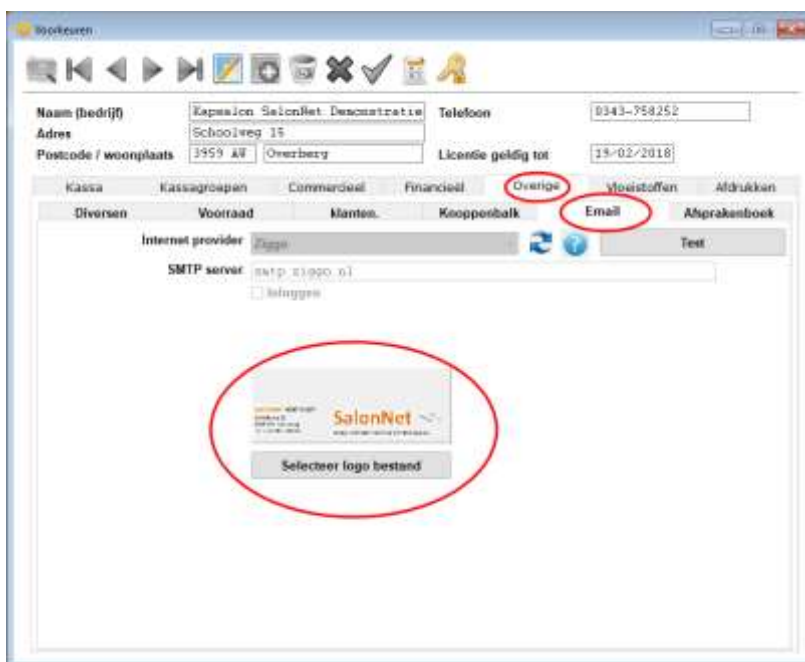 Voorkeuren
Naam (bedrijf) Kapsalon SalonNet Demonstratie Telefoon 0343-758252
Adres Schoolweg 15
Postcode / woonplaats 3959 AW Overberg Licentie geldig tot 19/02/2018
Kassa Kassagroepen Commercieel Financieel Overige Vloeistoffen Afdrukken
Diversen Voorraad klanten. Knoppenbalk Email Afsprakenboek
Internet provider Ziggo Test
SMTP server smtp.ziggo.nl
Inloggen
SalonNet
Selecteer logo bestand